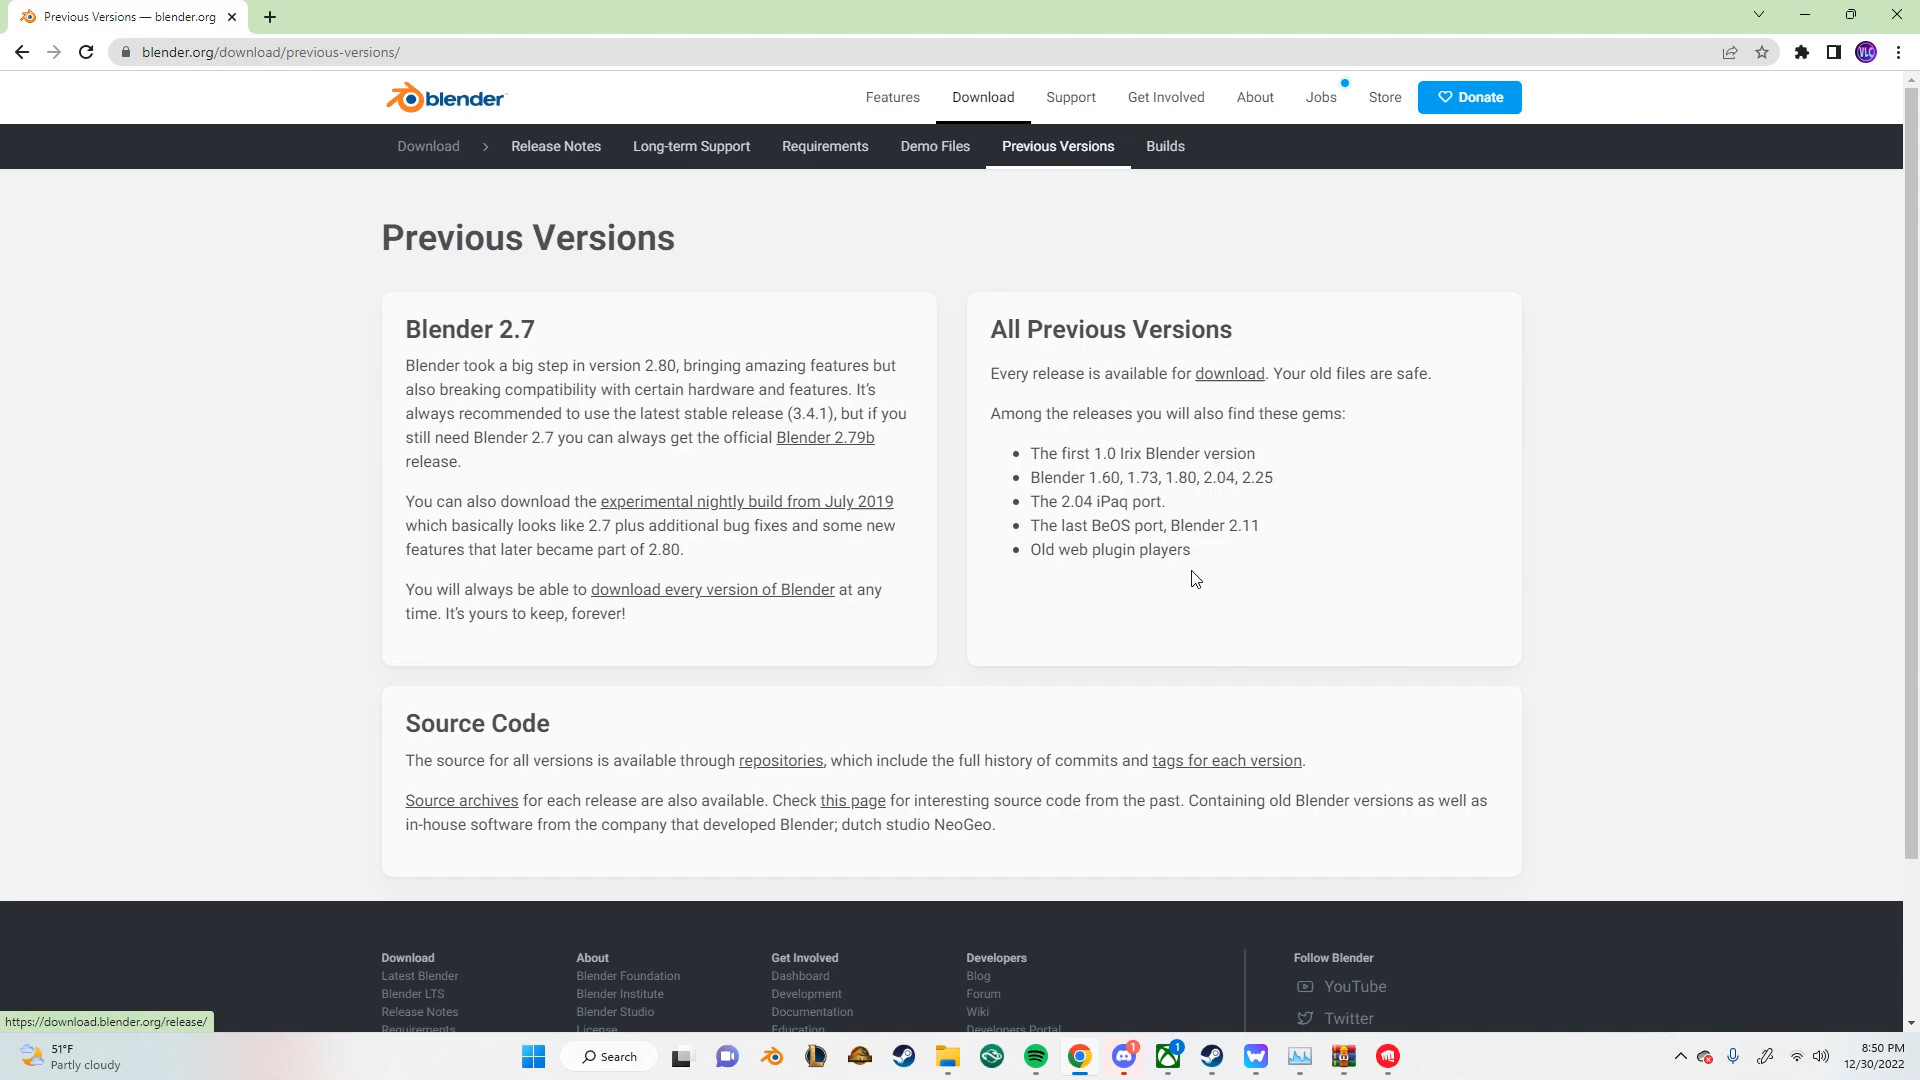 Previous Versions — blender.org
blender.org/download/previous-versions/
VLC
blender
Features
Download
Support
Get Involved
About
Jobs
Store
Donate
Download
Release Notes
Long-term Support
Requirements
Demo Files
Previous Versions
Builds
Previous Versions
Blender 2.7
Blender took a big step in version 2.80, bringing amazing features but
also breaking compatibility with certain hardware and features. It's
always recommended to use the latest stable release (3.4.1), but if you
still need Blender 2.7 you can always get the official Blender 2.79b
release.
You can also download the experimental nightly build from July 2019
which basically looks like 2.7 plus additional bug fixes and some new
features that later became part of 2.80.
You will always be able to download every version of Blender at any
time. It's yours to keep, forever!
All Previous Versions
Every release is available for download. Your old files are safe.
Among the releases you will also find these gems:
The first 1.0 Irix Blender version
Blender 1.60, 1.73, 1.80, 2.04, 2.25
The 2.04 iPaq port.
The last BeOS port, Blender 2.11
Old web plugin players
Source Code
The source for all versions is available through repositories, which include the full history of commits and tags for each version.
Source archives for each release are also available. Check this page for interesting source code from the past. Containing old Blender versions as well as
in-house software from the company that developed Blender; dutch studio NeoGeo.
Download
Latest Blender
Blender LTS
Release Notes
Requirements
About
Blender Foundation
Blender Institute
Blender Studio
License
Get Involved
Dashboard
Development
Documentation
Education
Developers
Blog
Forum
Wiki
Developers Portal
Follow Blender
YouTube
Twitter
https://download.blender.org/release/
51°F
Partly cloudy
Search
1
1
8:50 PM
12/30/2022